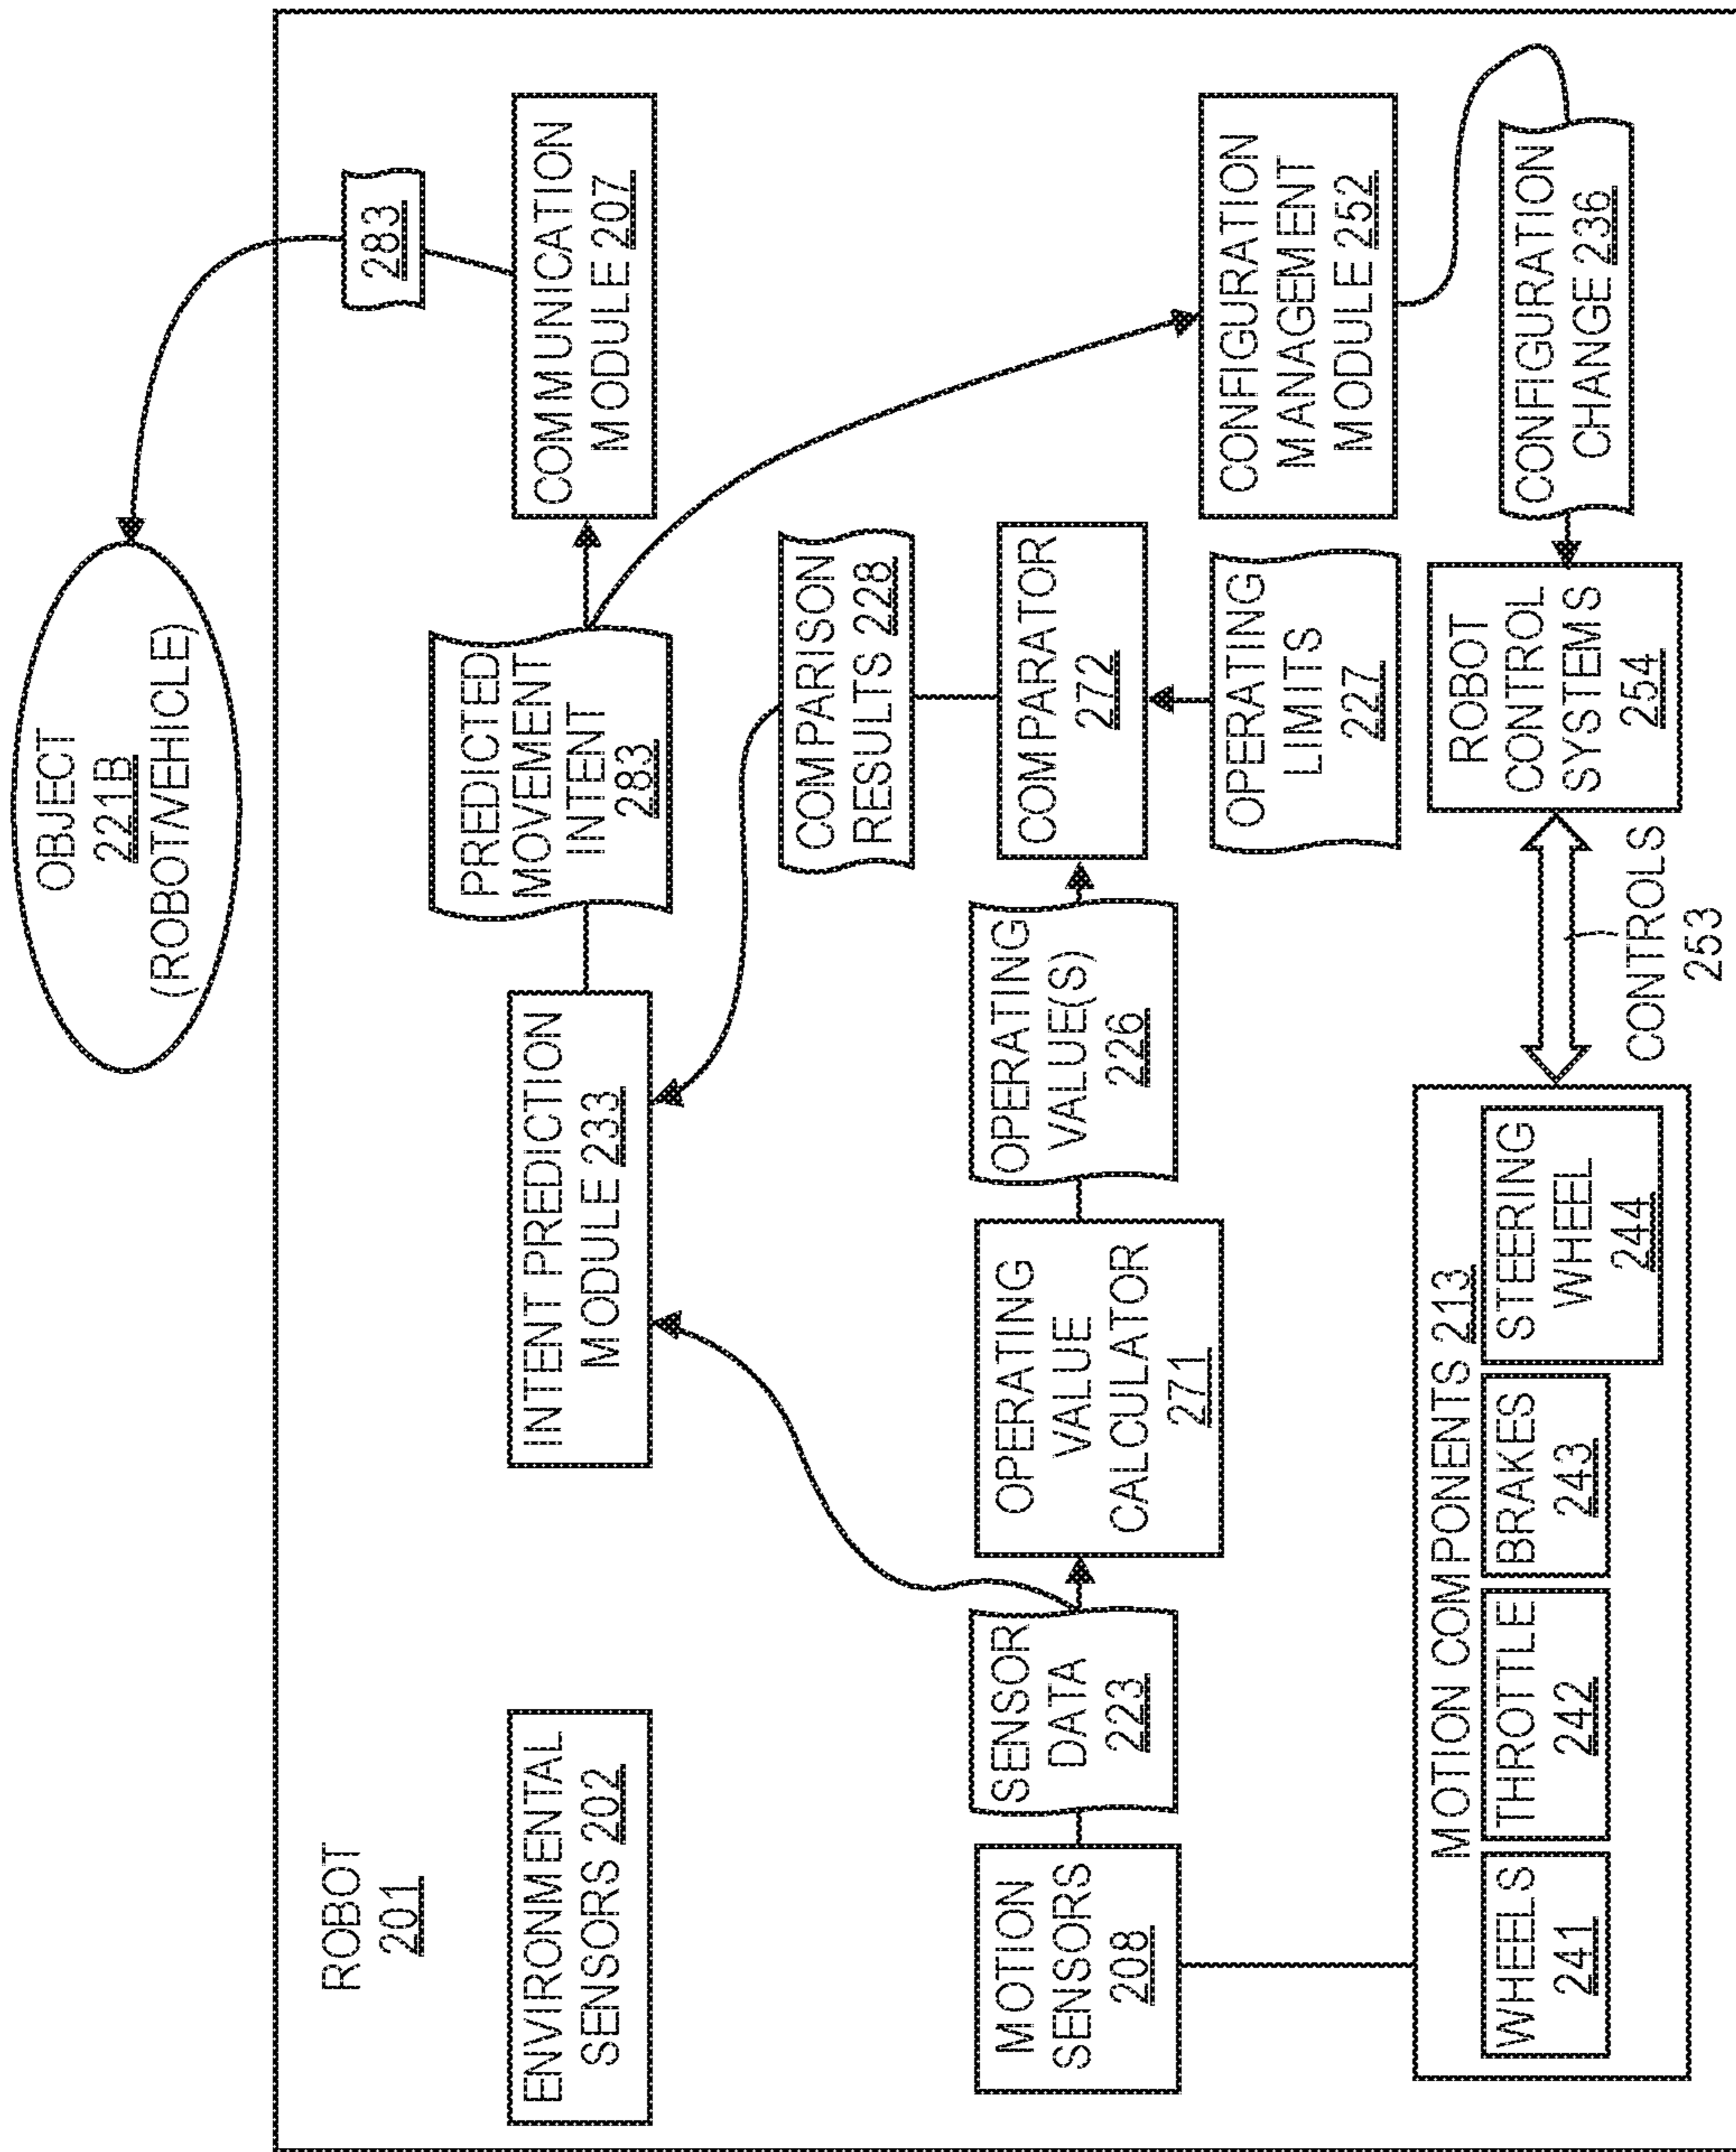 OBJECT
221B
(ROBOT/VEHICLE)
ROBOT
201
ENVIRONMENTAL
SENSORS 202
INTENT PREDICTION
MODULE 233
PREDICTED
MOVEMENT
INTENT
283
COMMUNICATION
MODULE 207
283
COMPARISON
RESULTS 228
MOTION
SENSORS
208
SENSOR
DATA
223
OPERATING
VALUE
CALCULATOR
271
OPERATING
VALUE(S)
226
COMPARATOR
272
OPERATING
LIMITS
227
CONFIGURATION
MANAGEMENT
MODULE 252
MOTION COMPONENTS 213
WHEELS
241
THROTTLE
242
BRAKES
243
STEERING
WHEEL
244
CONTROLS
253
ROBOT
CONTROL
SYSTEMS
254
CONFIGURATION
CHANGE 236